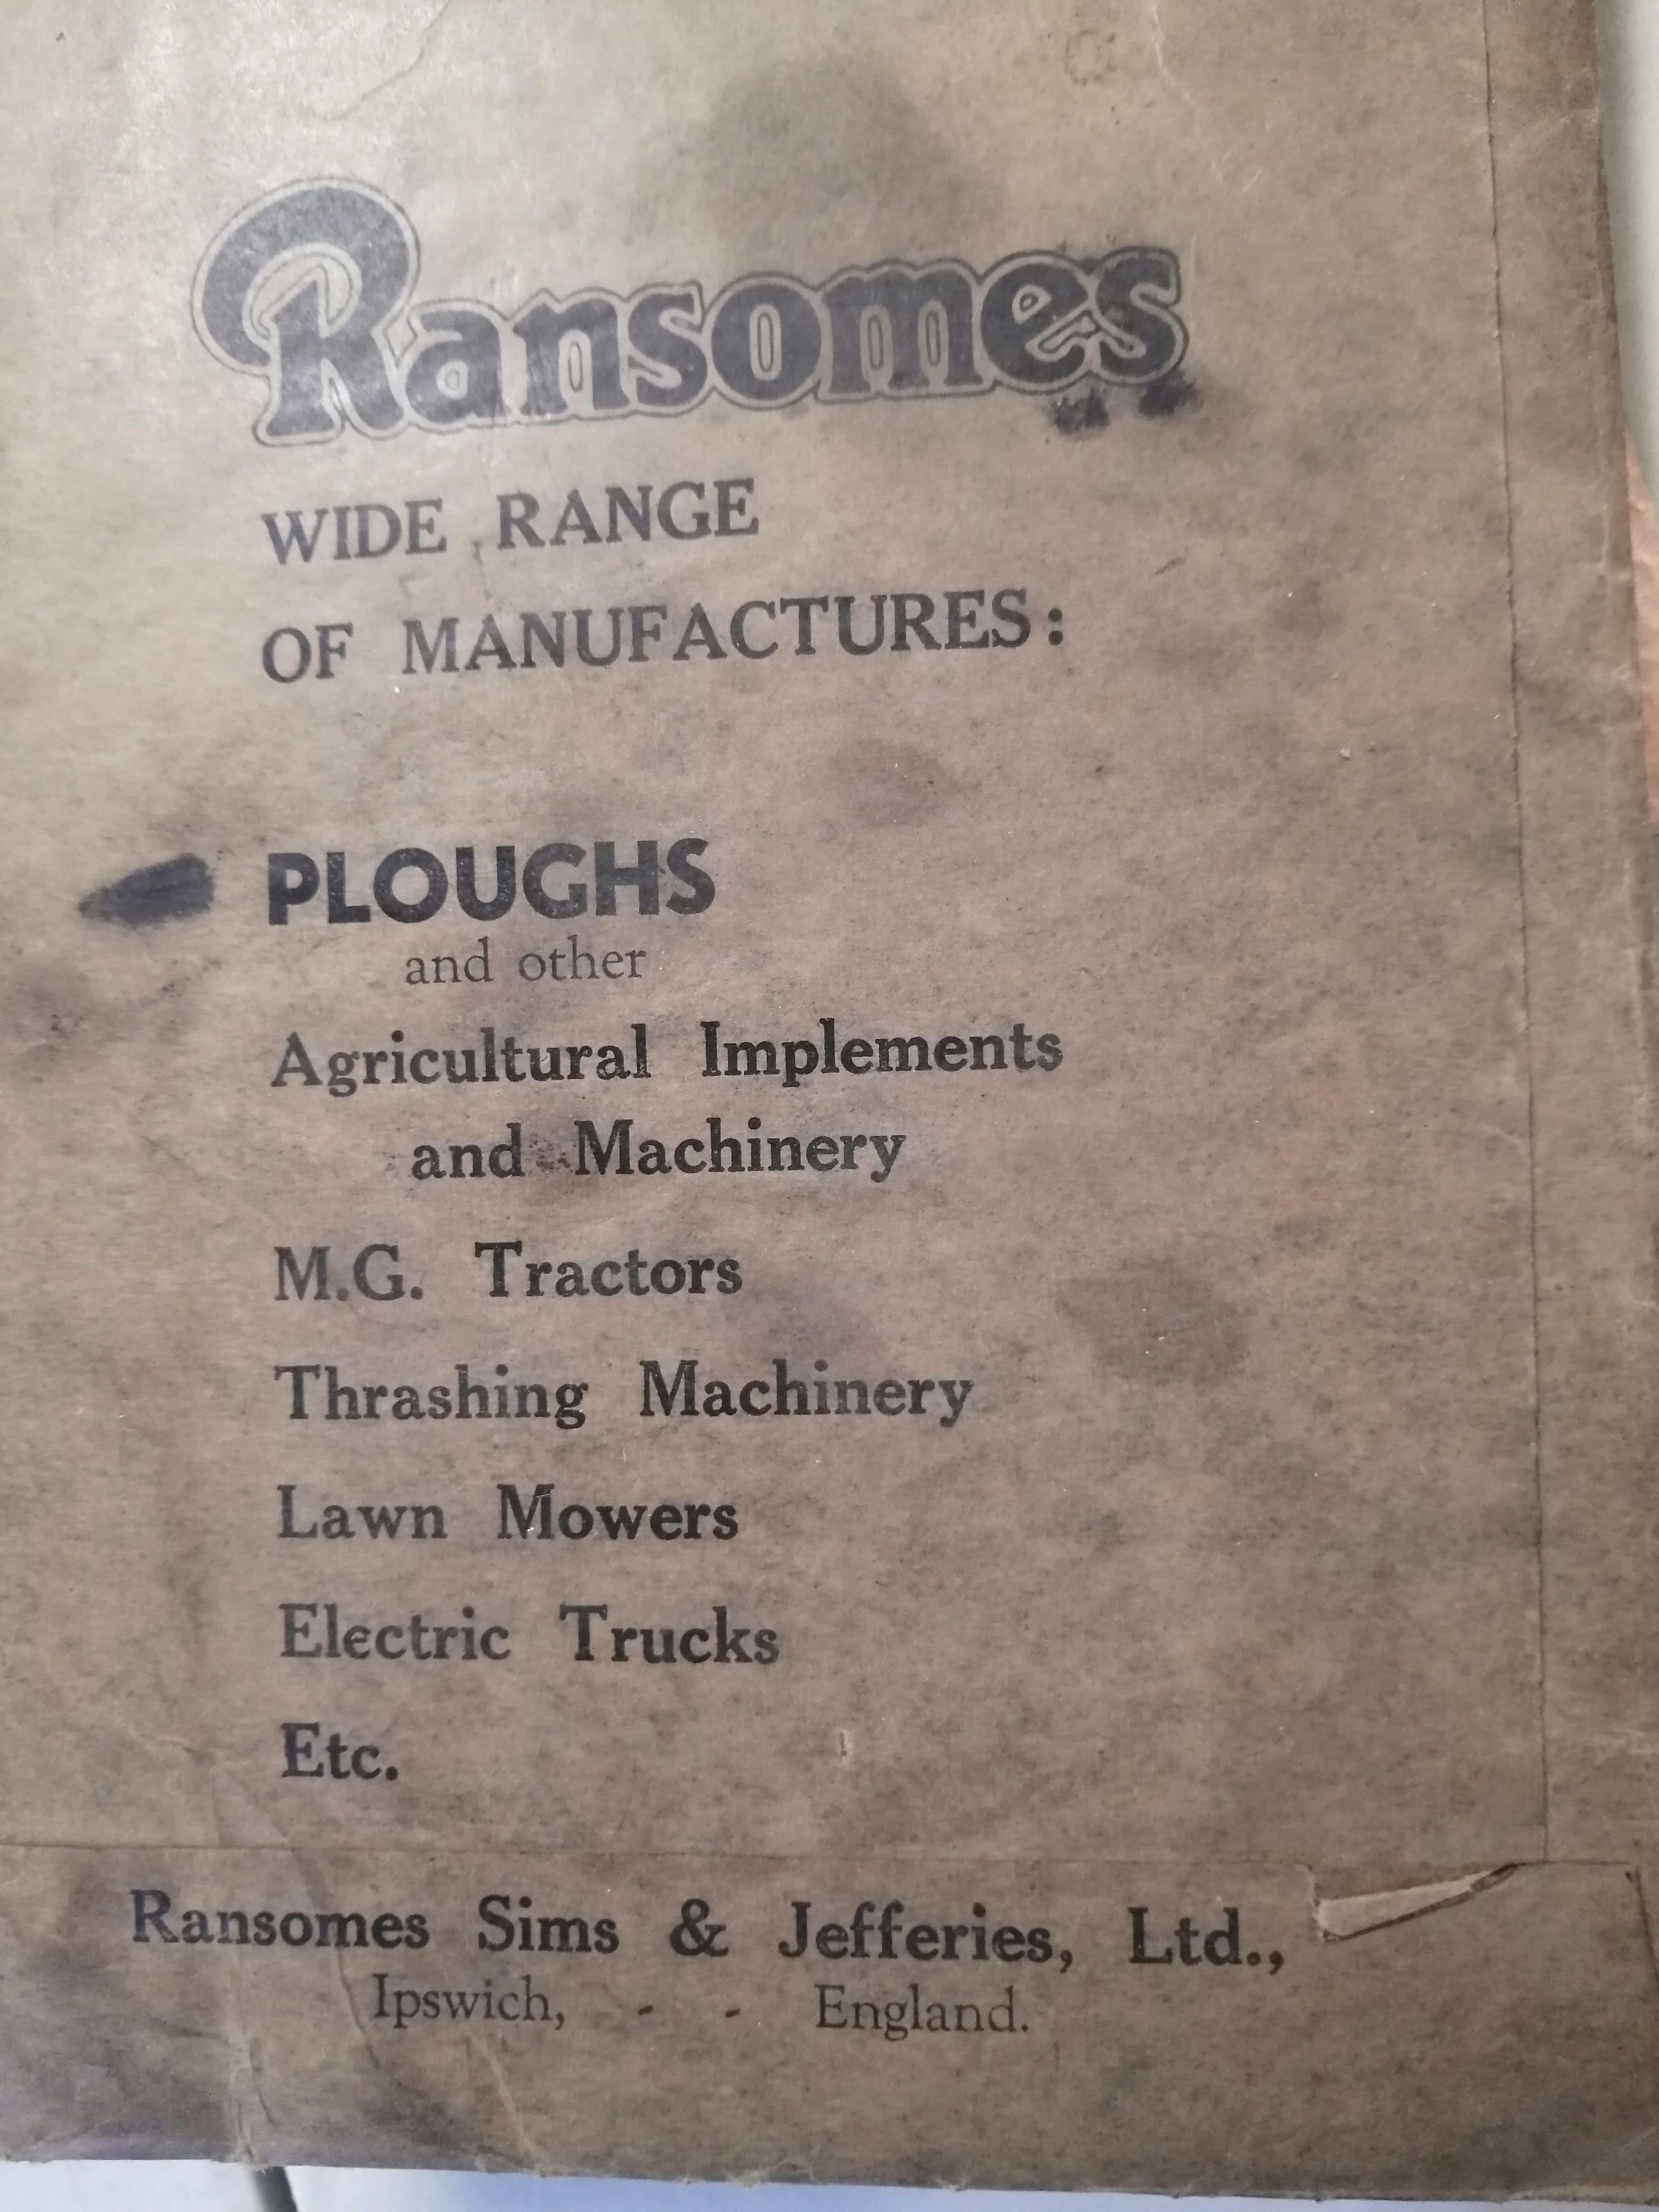 Ransomes
WIDE RANGE
OF MANUFACTURES:
PLOUGHS
and other
Agricultural Implements
and Machinery
M.G. Tractors
Thrashing Machinery
Lawn Mowers
Electric Trucks
Etc.
Ransomes Sims & Jefferies, Ltd.,
Ipswich, - - England.